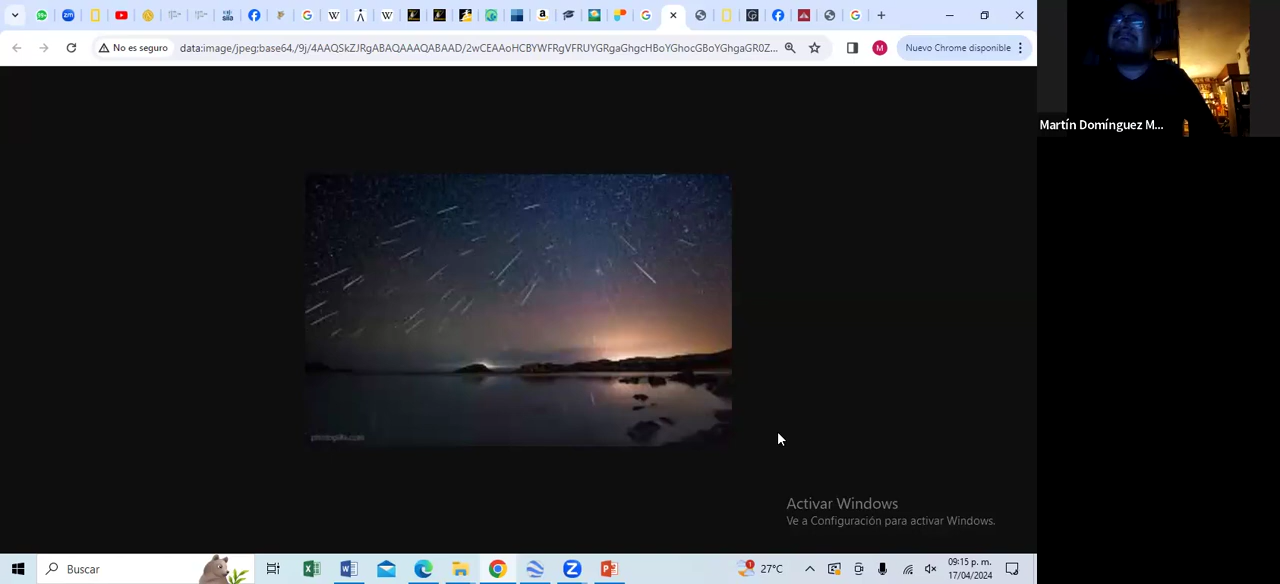 No es seguro
data:image/jpeg;base64,/9j/4AAQSkZJRgABAQAAAQABAAD/2wCEAAoHCBYWFRgVFRUYGRgaGhgcHBoYGhocGBoYGhgaGR0Z...
M
Nuevo Chrome disponible
Martín Domínguez M...
Activar Windows
Ve a Configuración para activar Windows.
Buscar
27°C
09:15 p. m.
17/04/2024